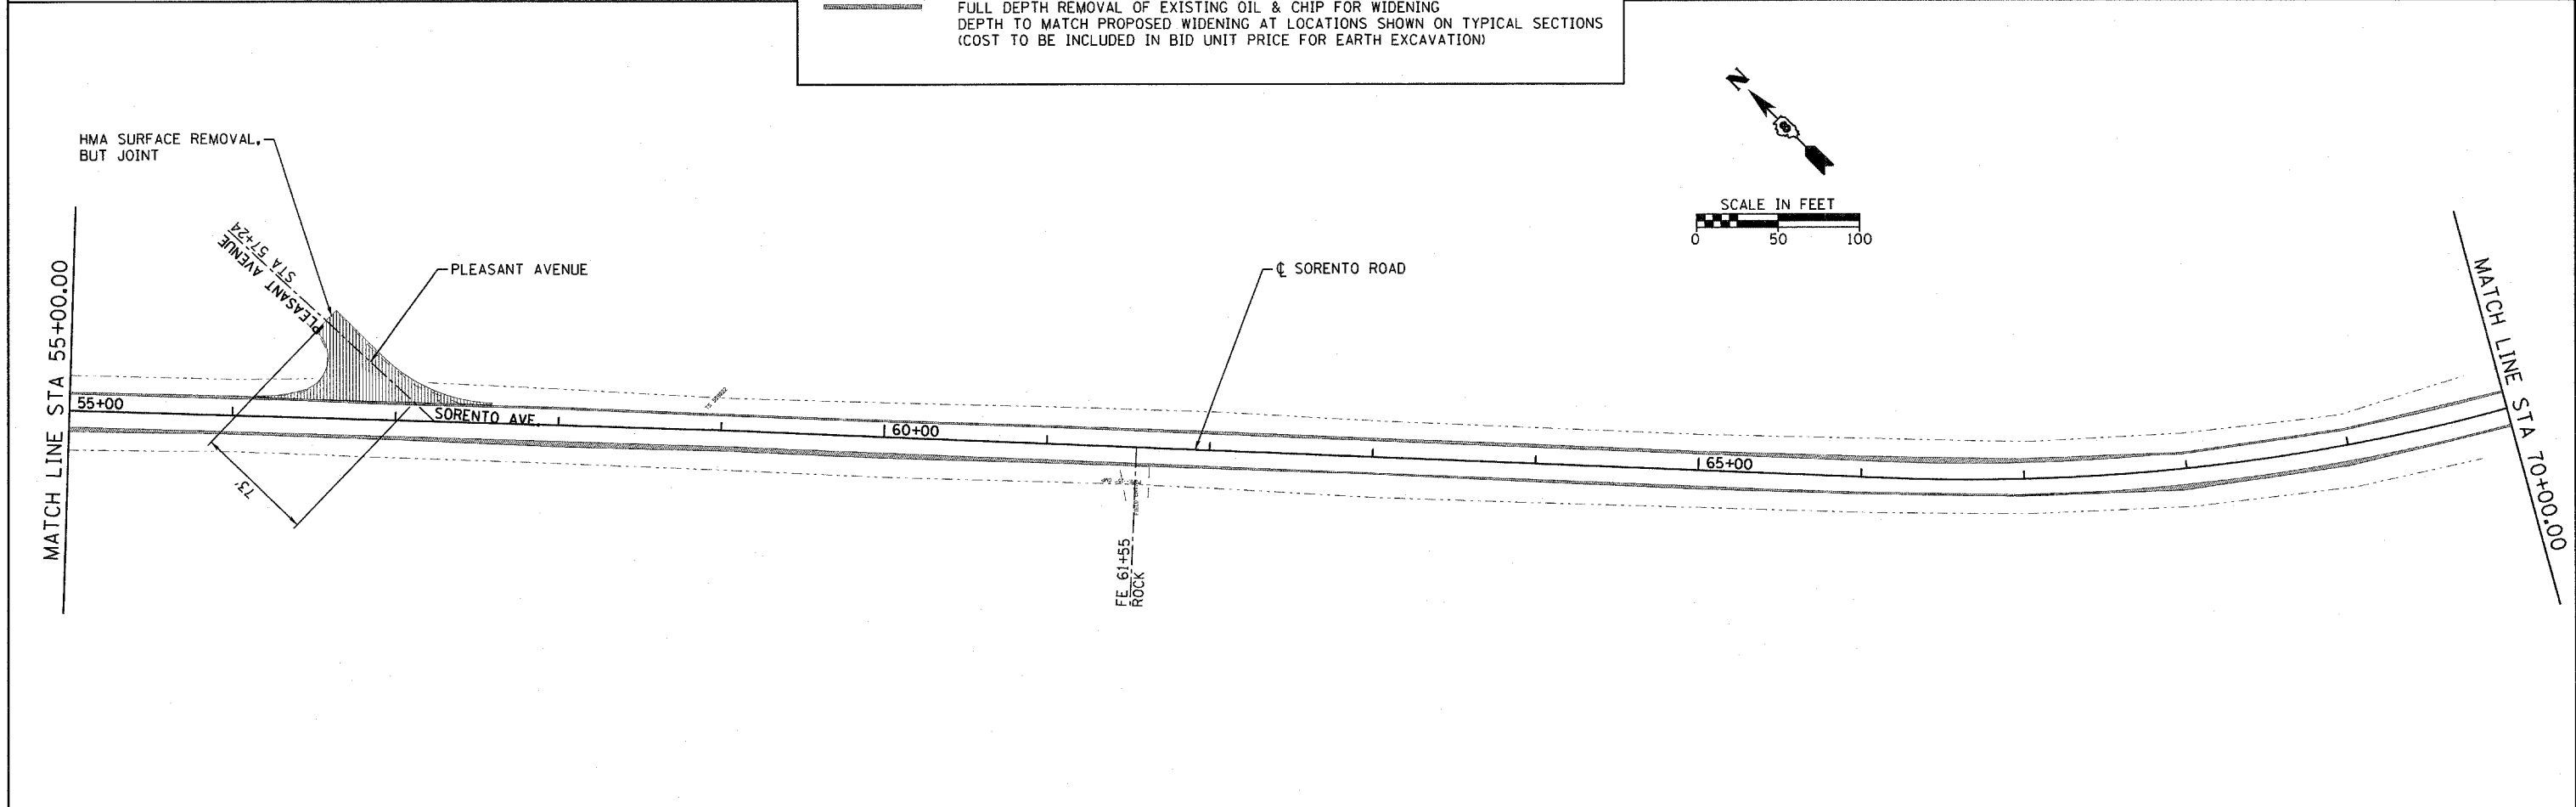 FULL DEPTH REMOVAL OF EXISTING OIL & CHIP FOR WIDENING
DEPTH TO MATCH PROPOSED WIDENING AT LOCATIONS SHOWN ON TYPICAL SECTIONS
(COST TO BE INCLUDED IN BID UNIT PRICE FOR EARTH EXCAVATION)
N
HMA SURFACE REMOVAL,
BUT JOINT
SCALE IN FEET
0 50 100
STA 57+24
PLEASANT AVENUE
PLEASANT AVENUE
℄ SORENTO ROAD
MATCH LINE STA 55+00.00
MATCH LINE STA 70+00.00
55+00
SORENTO AVE.
60+00
65+00
73'
FE 61+55
ROCK